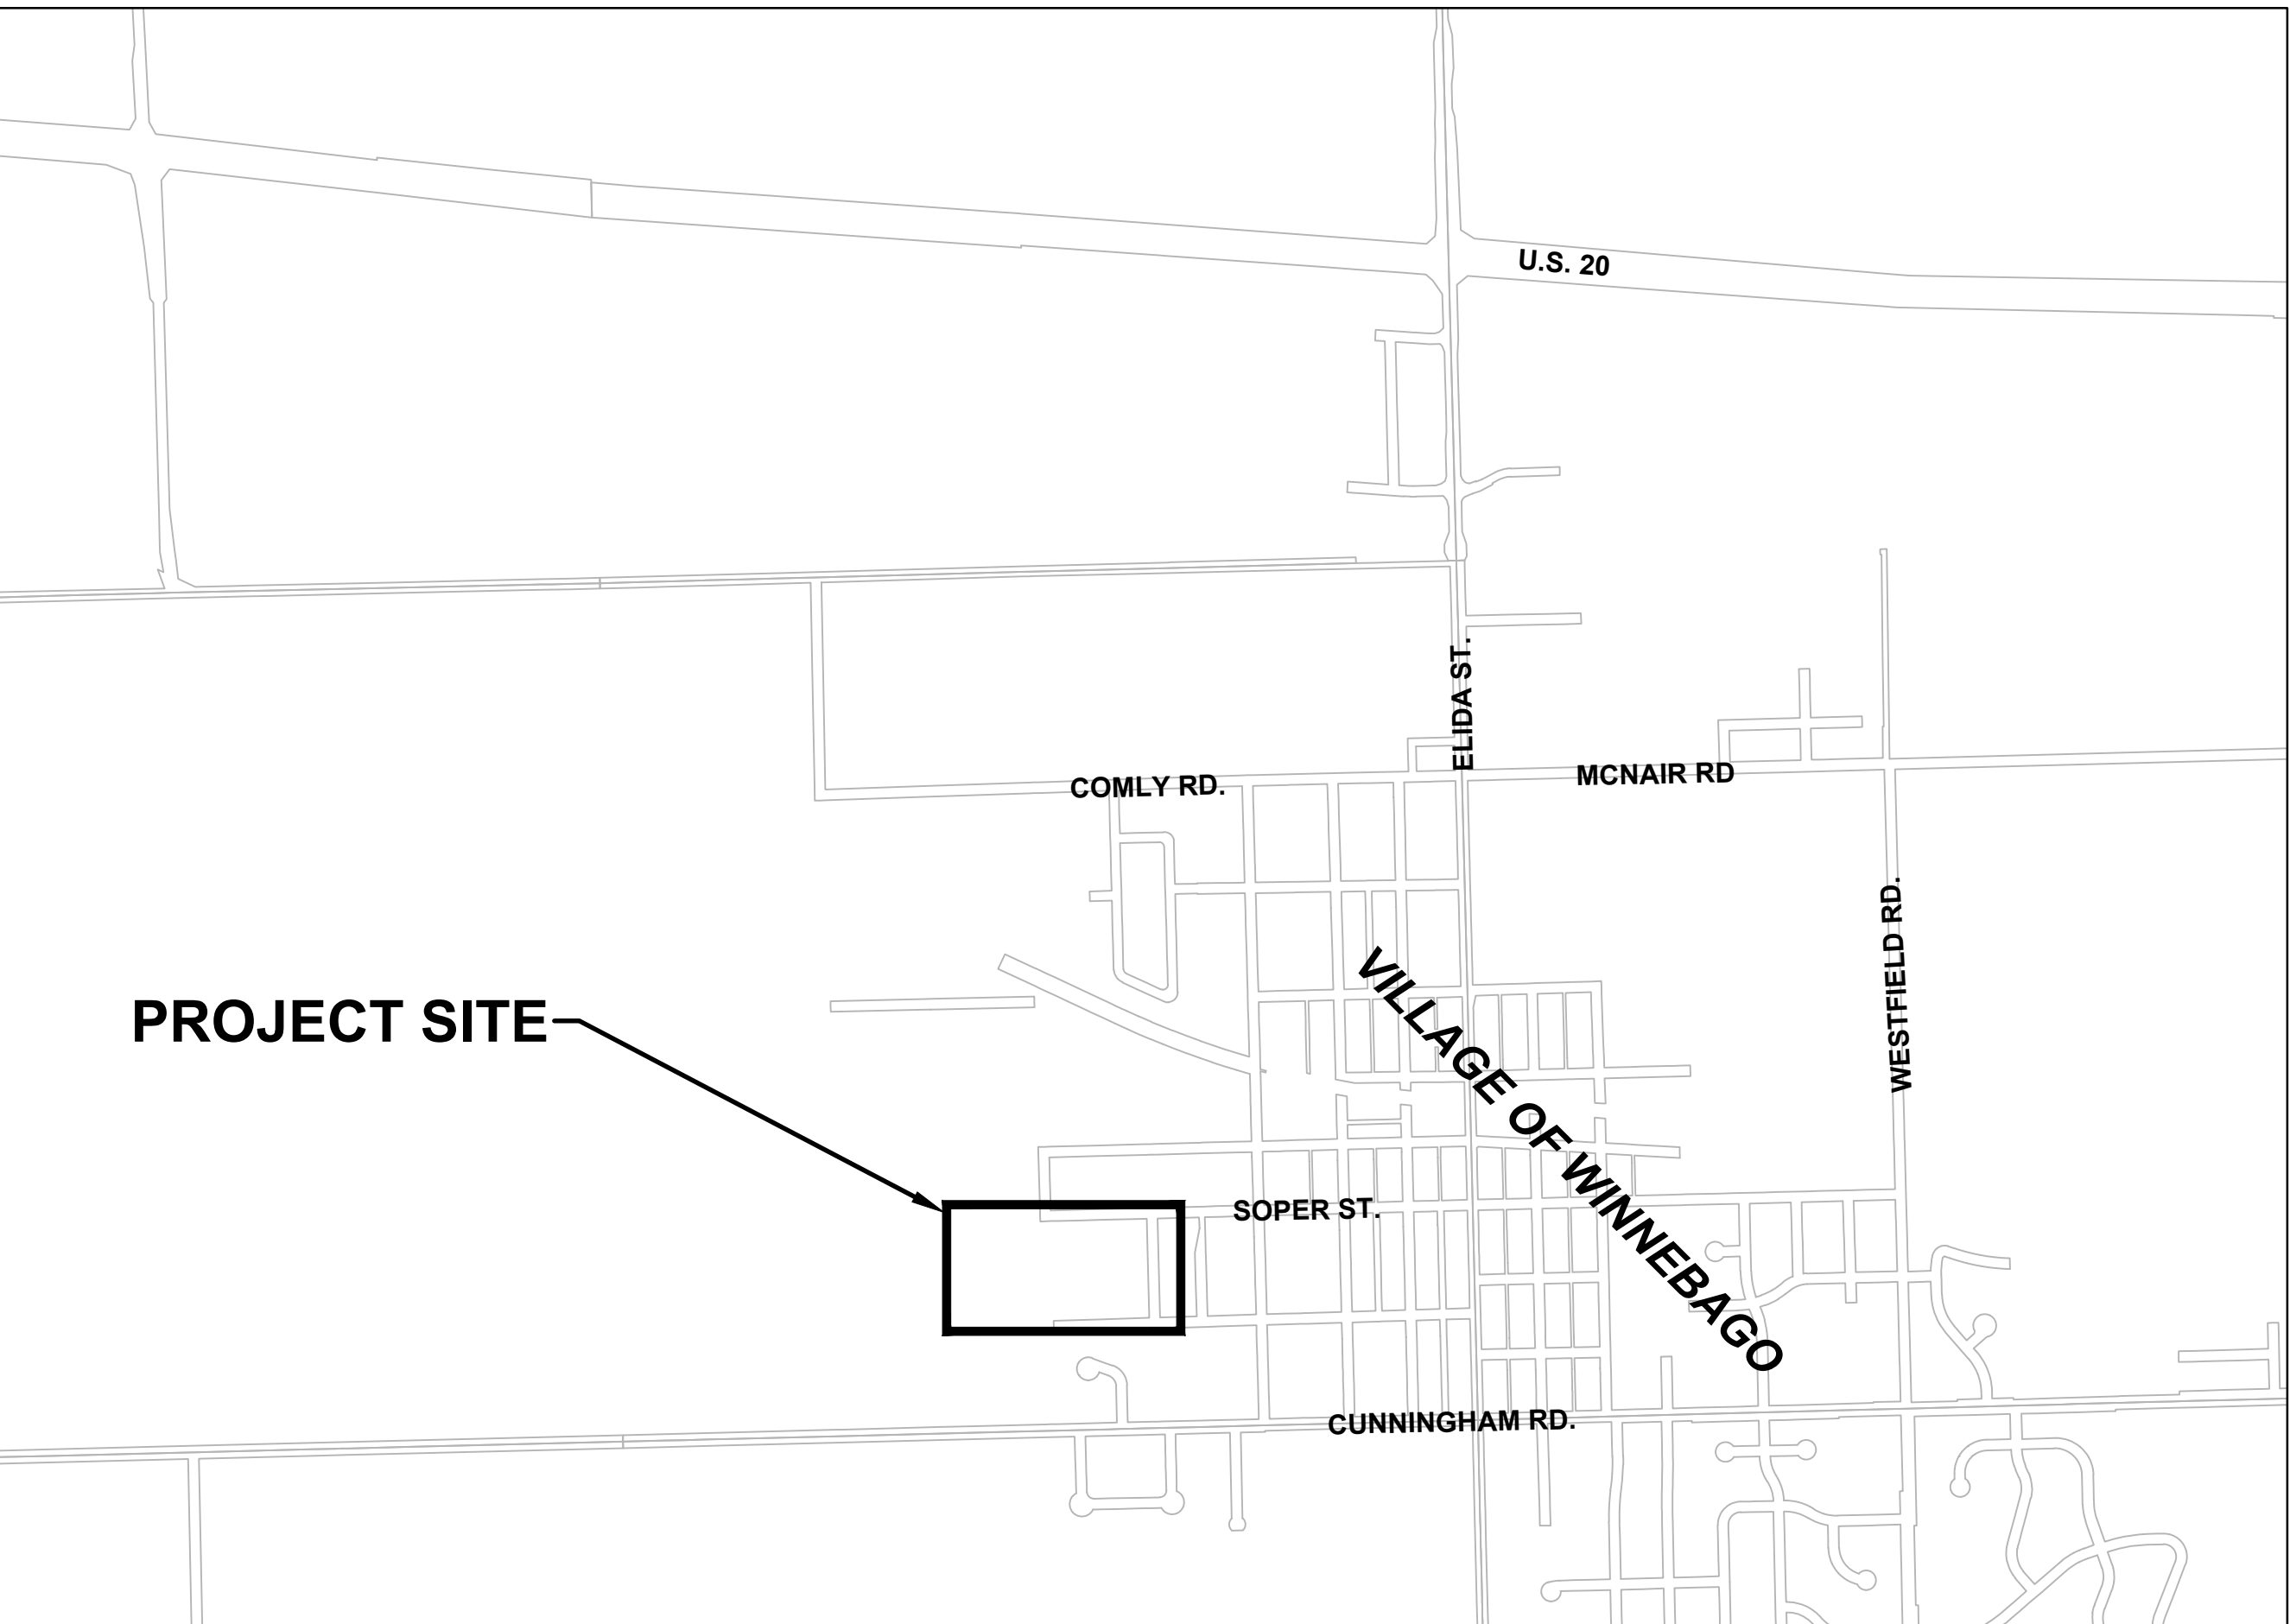 U.S. 20
ELIDA ST.
COMLY RD.
MCNAIR RD
WESTFIELD RD.
VILLAGE OF WINNEBAGO
PROJECT SITE
SOPER ST.
CUNNINGHAM RD.